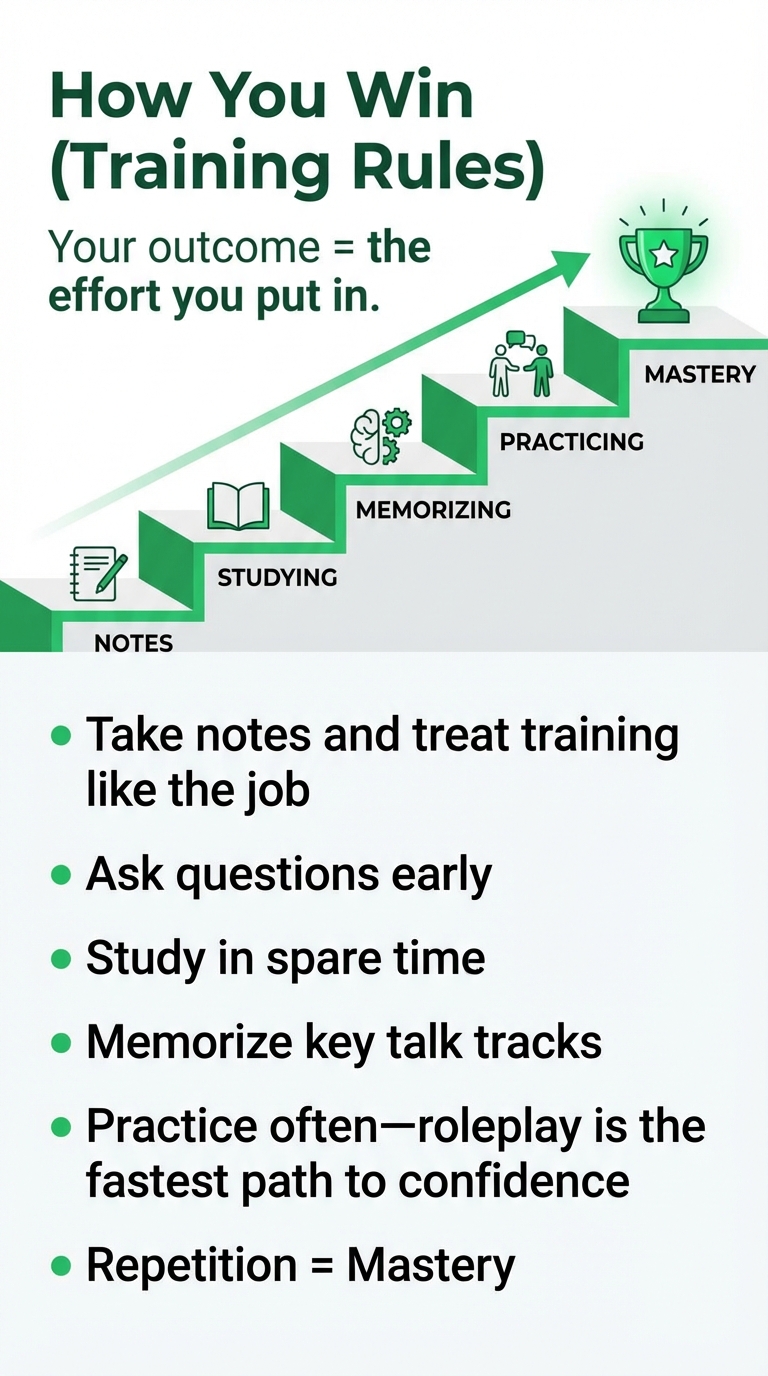 How You Win
(Training Rules)
Your outcome = the
effort you put in.
MASTERY
PRACTICING
MEMORIZING
STUDYING
NOTES
• Take notes and treat training
like the job
• Ask questions early
• Study in spare time
• Memorize key talk tracks
• Practice often—roleplay is the
fastest path to confidence
• Repetition = Mastery